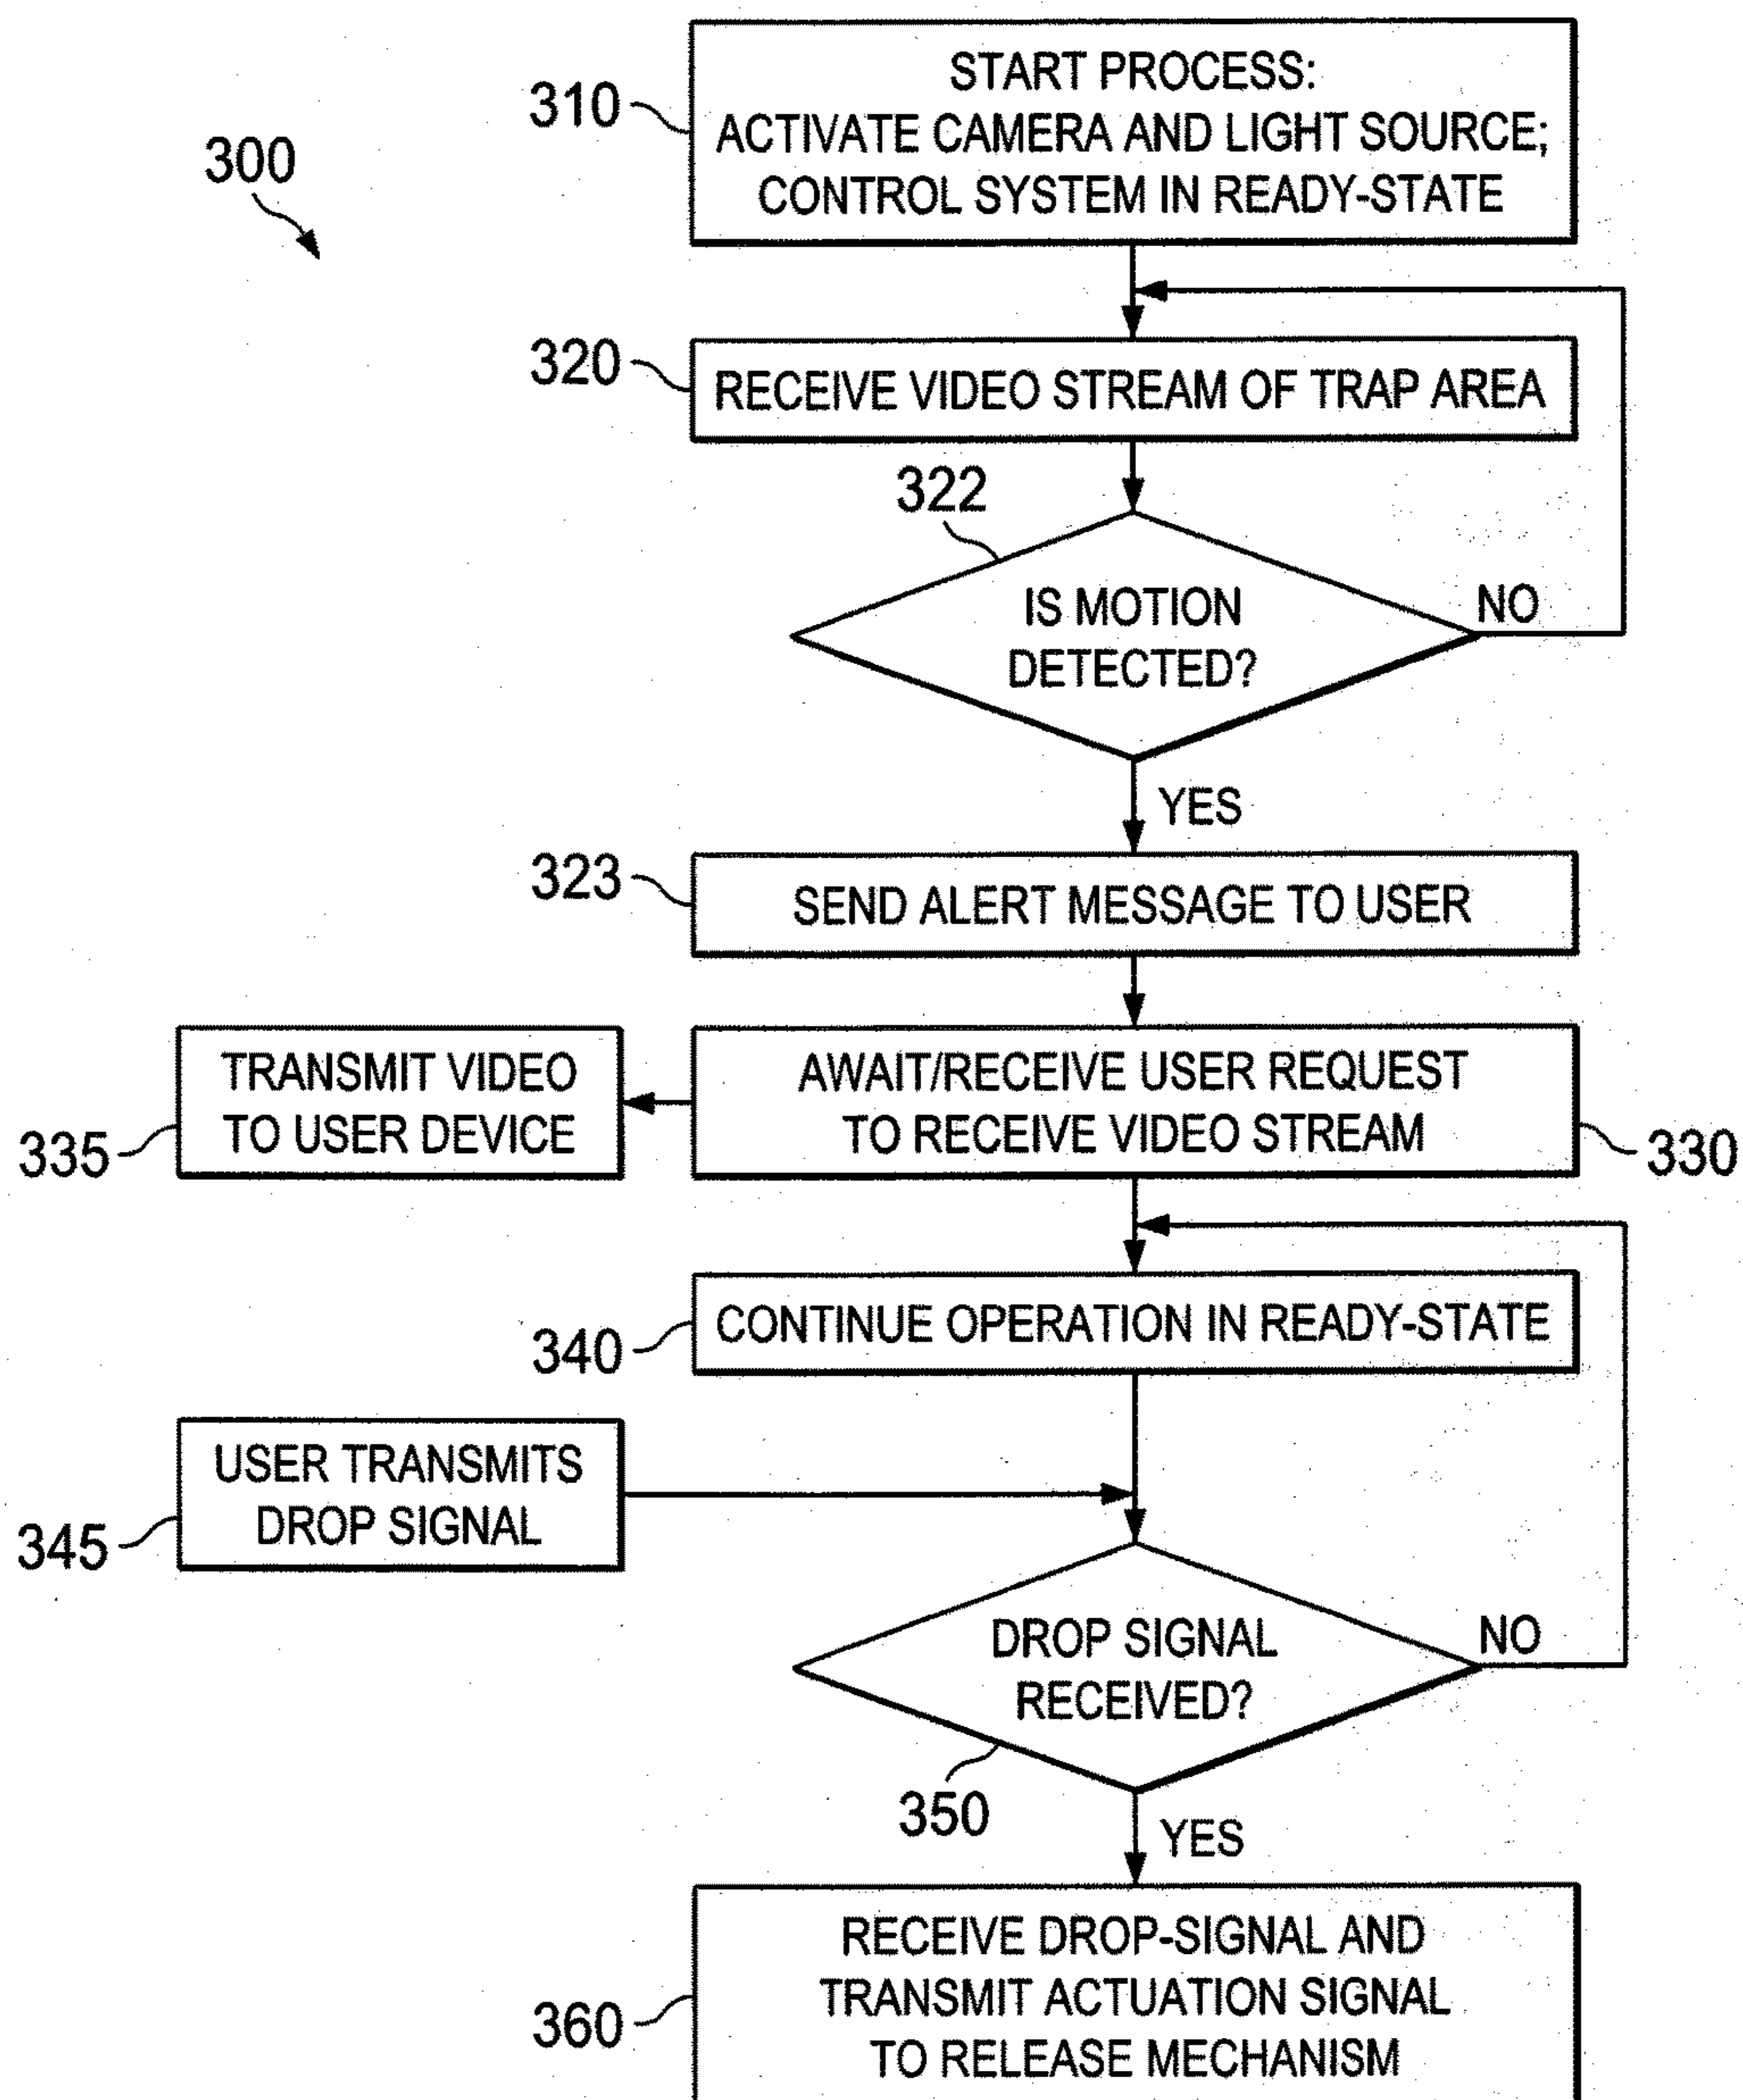 310
START PROCESS:
ACTIVATE CAMERA AND LIGHT SOURCE;
CONTROL SYSTEM IN READY-STATE
300
320
RECEIVE VIDEO STREAM OF TRAP AREA
322
IS MOTION
DETECTED?
NO
YES
323
SEND ALERT MESSAGE TO USER
TRANSMIT VIDEO
TO USER DEVICE
335
AWAIT/RECEIVE USER REQUEST
TO RECEIVE VIDEO STREAM
330
340
CONTINUE OPERATION IN READY-STATE
USER TRANSMITS
DROP SIGNAL
345
DROP SIGNAL
RECEIVED?
NO
350
YES
360
RECEIVE DROP-SIGNAL AND
TRANSMIT ACTUATION SIGNAL
TO RELEASE MECHANISM